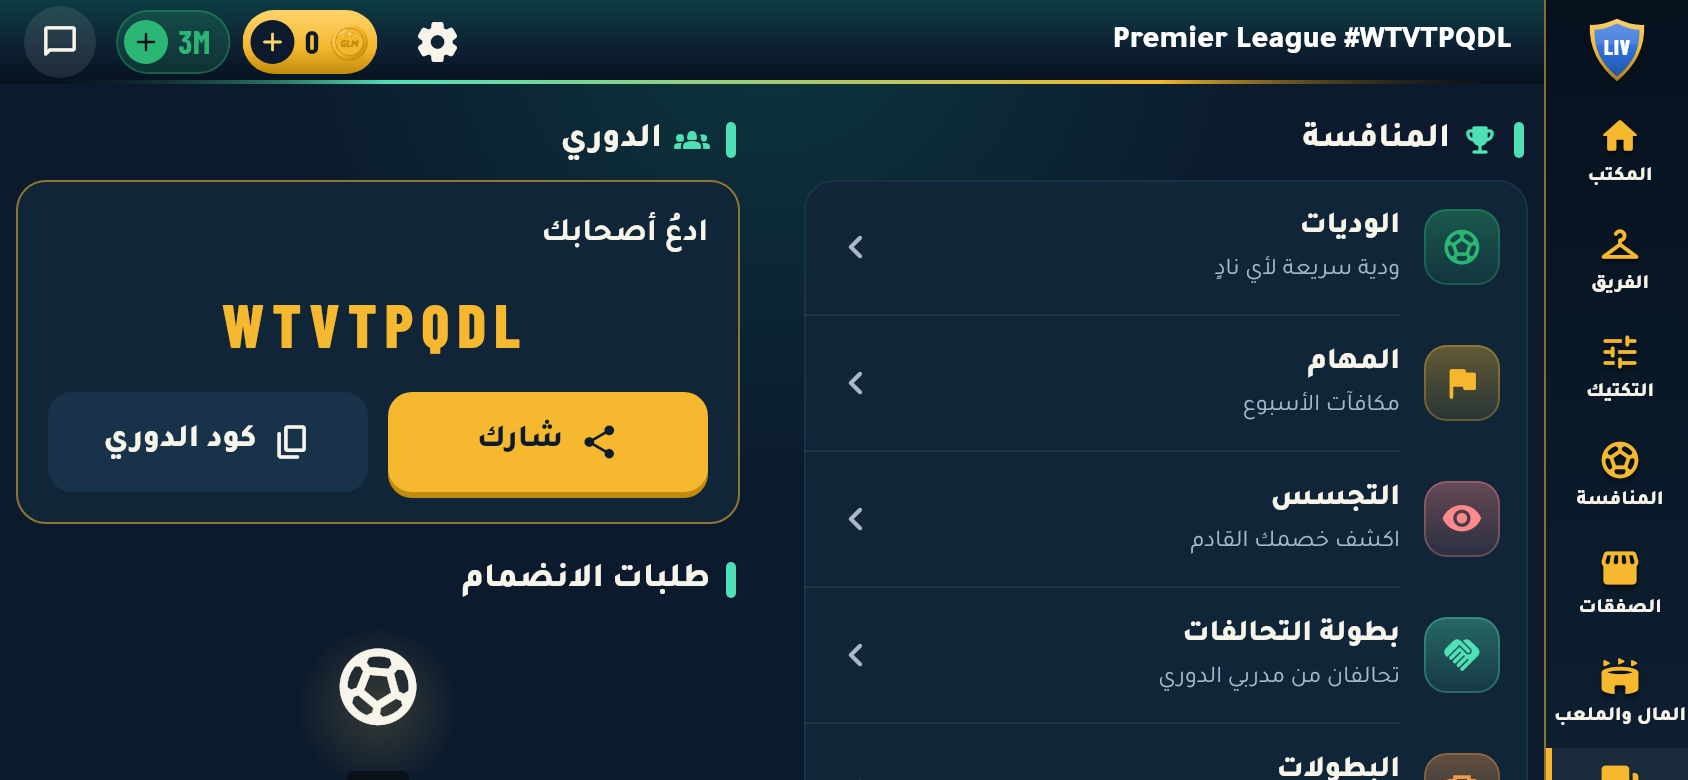 LIV
Premier League #WTVTPQDL
GLM
0
3M
المكتب
الفريق
التكتيك
المنافسة
الصفقات
المال والملعب
المنافسة
الوديات
ودية سريعة لأي نادٍ
المهام
مكافآت الأسبوع
التجسس
اكشف خصمك القادم
بطولة التحالفات
تحالفان من مدربي الدوري
البطولات
الدوري
ادعُ أصحابك
WTVTPQDL
شارك
كود الدوري
طلبات الانضمام